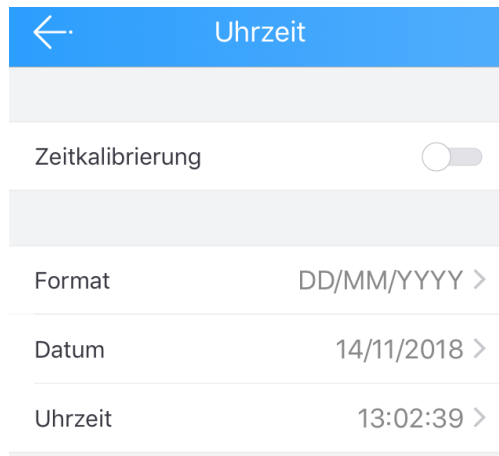 Uhrzeit
Zeitkalibrierung
Format DD/MM/YYYY
Datum 14/11/2018
Uhrzeit 13:02:39